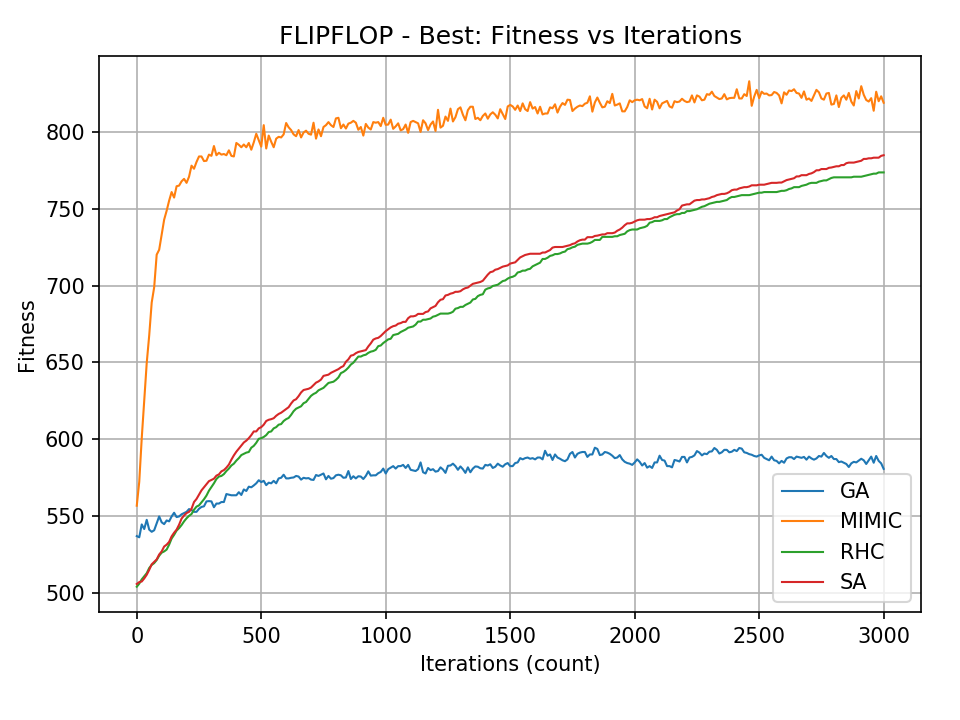 FLIPFLOP - Best: Fitness vs Iterations
Fitness
800
750
700
650
600
550
500
GA
MIMIC
RHC
SA
0 500 1000 1500 2000 2500 3000
Iterations (count)